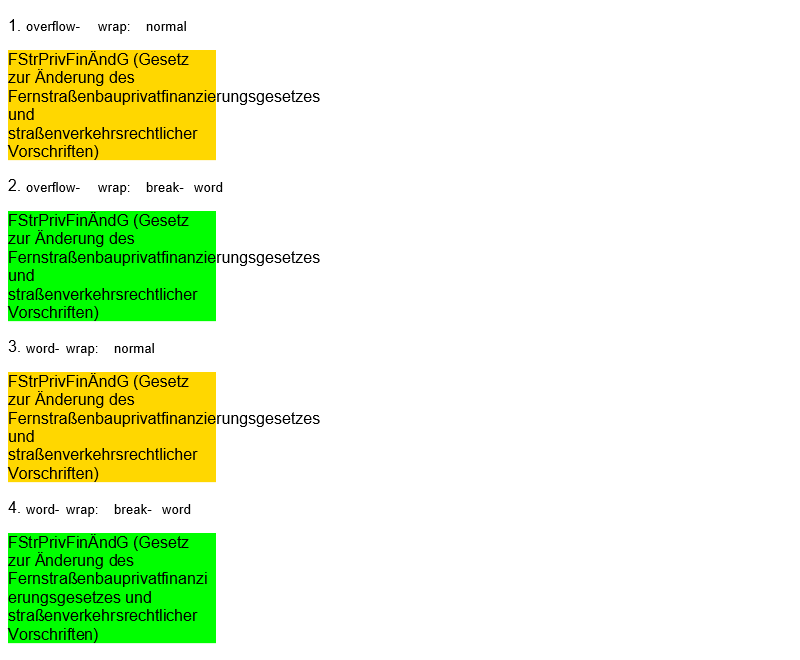 1. overflow- wrap: normal
FStrPrivFinÄndG (Gesetz
zur Änderung des
Fernstraßenbauprivatfinanzierungsgesetzes
und
straßenverkehrsrechtlicher
Vorschriften)
2. overflow- wrap: break- word
FStrPrivFinÄndG (Gesetz
zur Änderung des
Fernstraßenbauprivatfinanzierungsgesetzes
und
straßenverkehrsrechtlicher
Vorschriften)
3. word- wrap: normal
FStrPrivFinÄndG (Gesetz
zur Änderung des
Fernstraßenbauprivatfinanzierungsgesetzes
und
straßenverkehrsrechtlicher
Vorschriften)
4. word- wrap: break- word
FStrPrivFinÄndG (Gesetz
zur Änderung des
Fernstraßenbauprivatfinanzi
erungsgesetzes und
straßenverkehrsrechtlicher
Vorschriften)